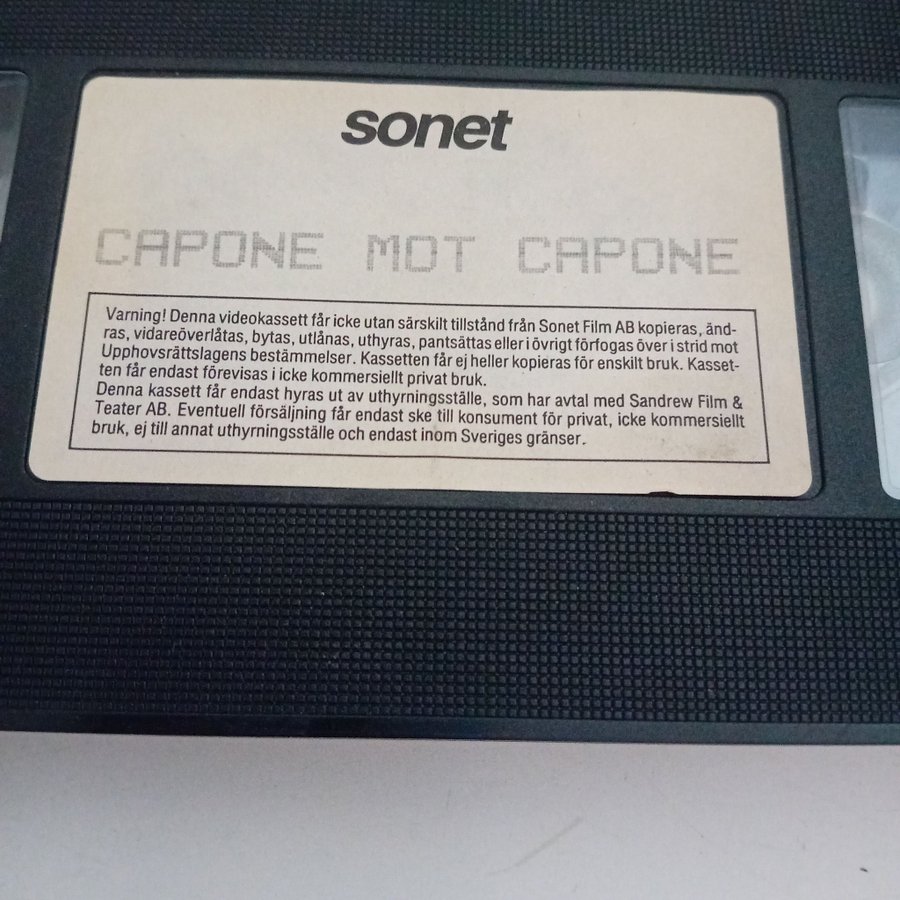 sonet
CAPONE MOT CAPONE
Varning! Denna videokassett får icke utan särskilt tillstånd från Sonet Film AB kopieras, änd-
ras, vidareöverlåtas, bytas, utlånas, uthyras, pantsättas eller i övrigt förfogas över i strid mot
Upphovsrättslagens bestämmelser. Kassetten får ej heller kopieras för enskilt bruk. Kasset-
ten får endast förevisas i icke kommersiellt privat bruk.
Denna kassett får endast hyras ut av uthyrningsställe, som har avtal med Sandrew Film &
Teater AB. Eventuell försäljning får endast ske till konsument för privat, icke kommersiellt
bruk, ej till annat uthyrningsställe och endast inom Sveriges gränser.